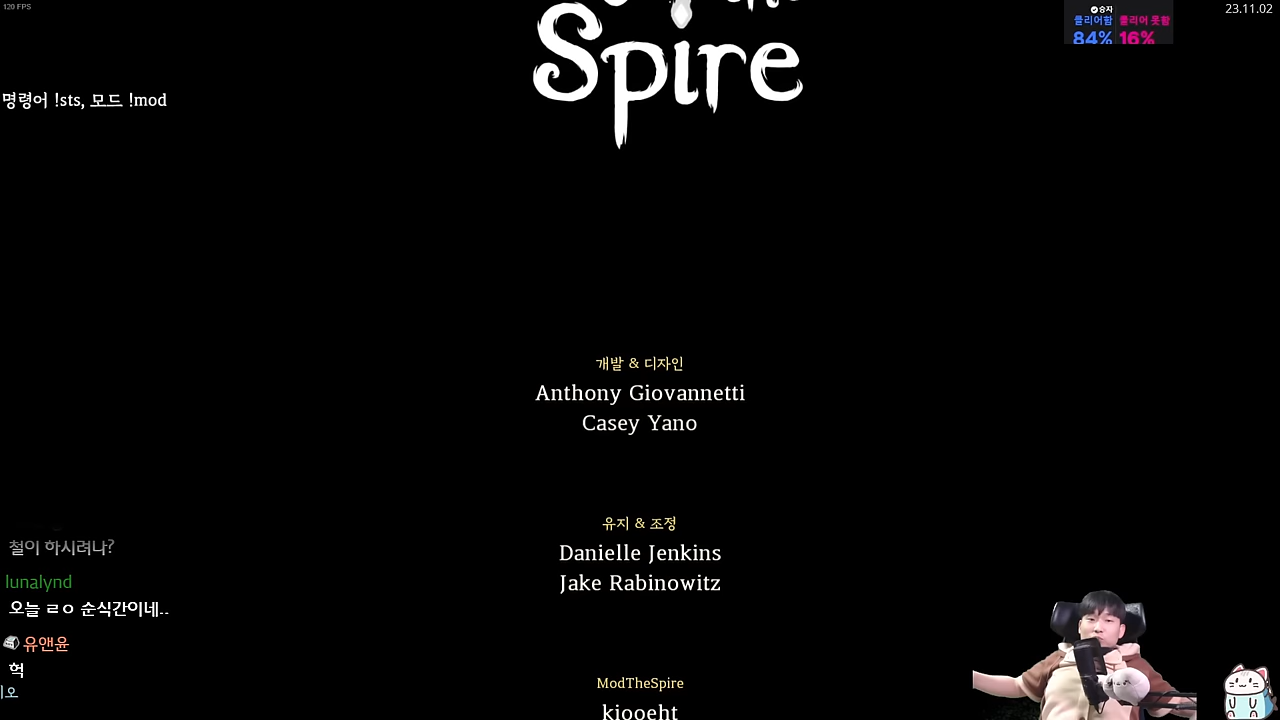 120 FPS
승자
클리어함 클리어 못함
84% 16%
23.11.02
the
Spire
명령어 !sts, 모드 !mod
개발 & 디자인
Anthony Giovannetti
Casey Yano
유지 & 조정
Danielle Jenkins
Jake Rabinowitz
ModTheSpire
kiooeht
철이 하시려나?
lunalynd
오늘 ㄹㅇ 순식간이네..
유앤윤
헉